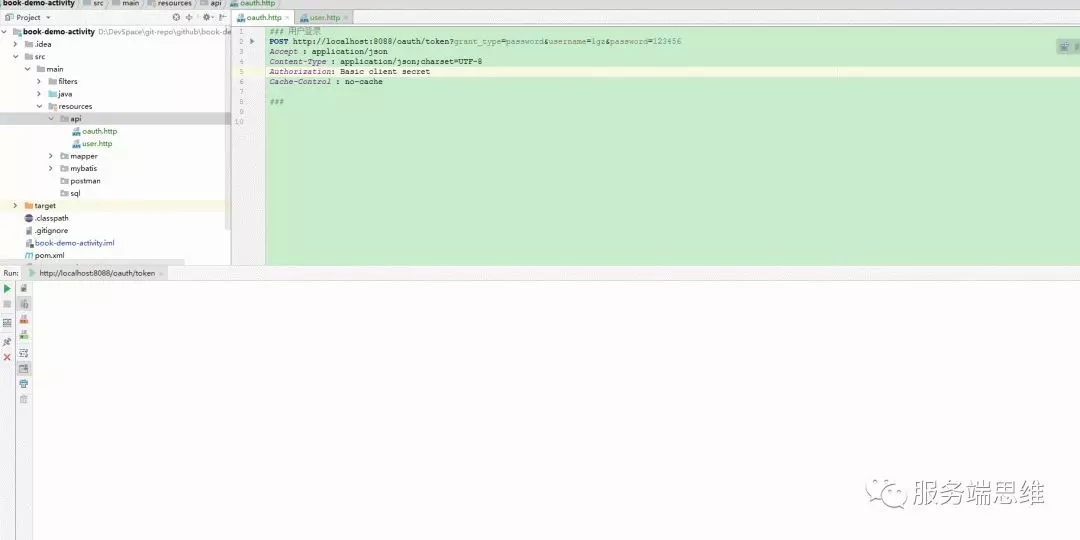 book-demo-activity src main resources api oauth.http
Project
oauth.http user.http
book-demo-activity D:\DevSpace\git-repo\github\book-de
.idea
src
main
filters
java
resources
api
oauth.http
user.http
mapper
mybatis
postman
sql
target
.classpath
.gitignore
book-demo-activity.iml
pom.xml
1 ### 用户登录
2 POST http://localhost:8088/oauth/token?grant_type=password&username=lgz&password=123456
3 Accept : application/json
4 Content-Type : application/json;charset=UTF-8
5 Authorization: Basic client secret
6 Cache-Control : no-cache
7
8 ###
9
10
Run: http://localhost:8088/oauth/token
服务端思维